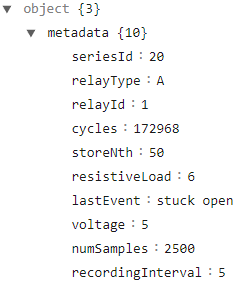 object {3}
metadata {10}
seriesId : 20
relayType : A
relayId : 1
cycles : 172968
storeNth : 50
resistiveLoad : 6
lastEvent : stuck open
voltage : 5
numSamples : 2500
recordingInterval : 5